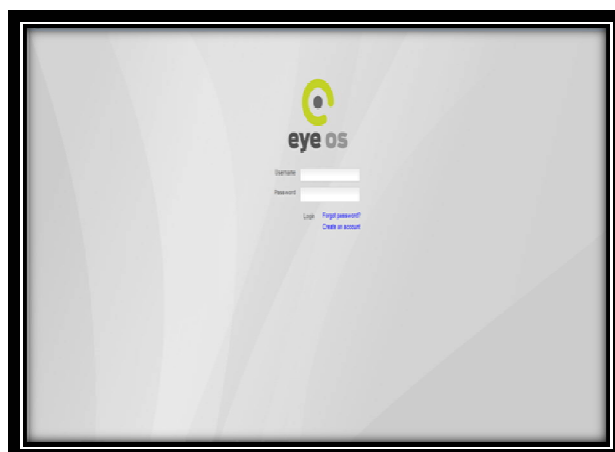 eye os
Username
Password
Login Forgot password?
Create an account